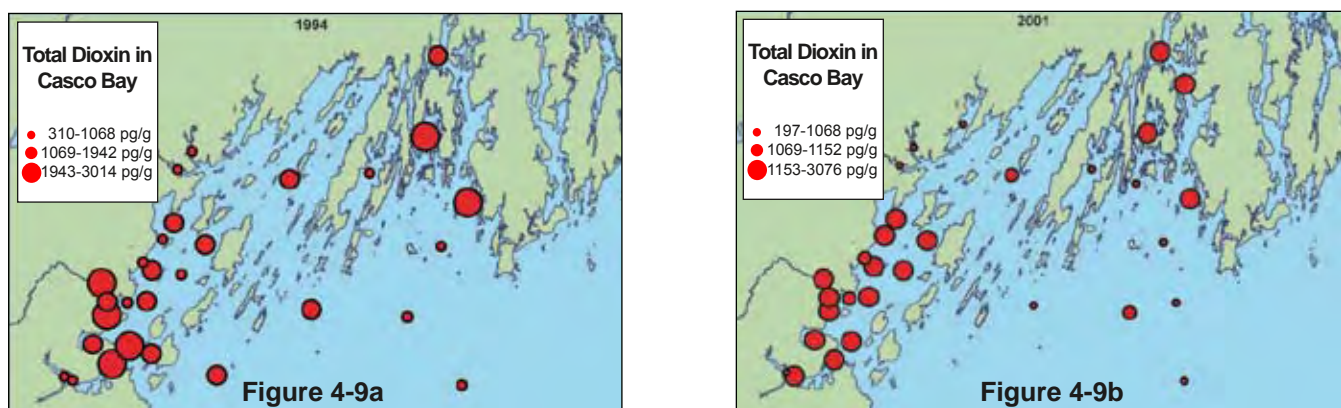 1994
Total Dioxin in
Casco Bay
310-1068 pg/g
1069-1942 pg/g
1943-3014 pg/g
Figure 4-9a
2001
Total Dioxin in
Casco Bay
197-1068 pg/g
1069-1152 pg/g
1153-3076 pg/g
Figure 4-9b